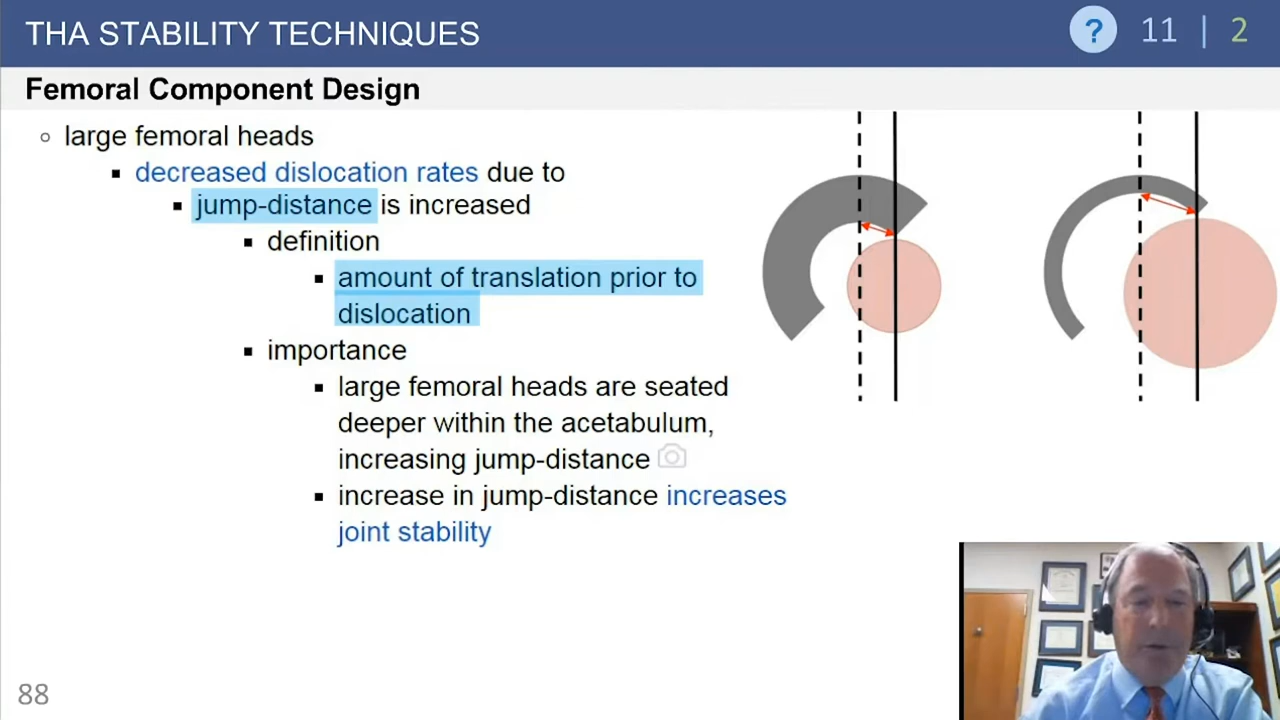 THA STABILITY TECHNIQUES
? 11 | 2
Femoral Component Design
large femoral heads
decreased dislocation rates due to
jump-distance is increased
definition
amount of translation prior to
dislocation
importance
large femoral heads are seated
deeper within the acetabulum,
increasing jump-distance
increase in jump-distance increases
joint stability
88